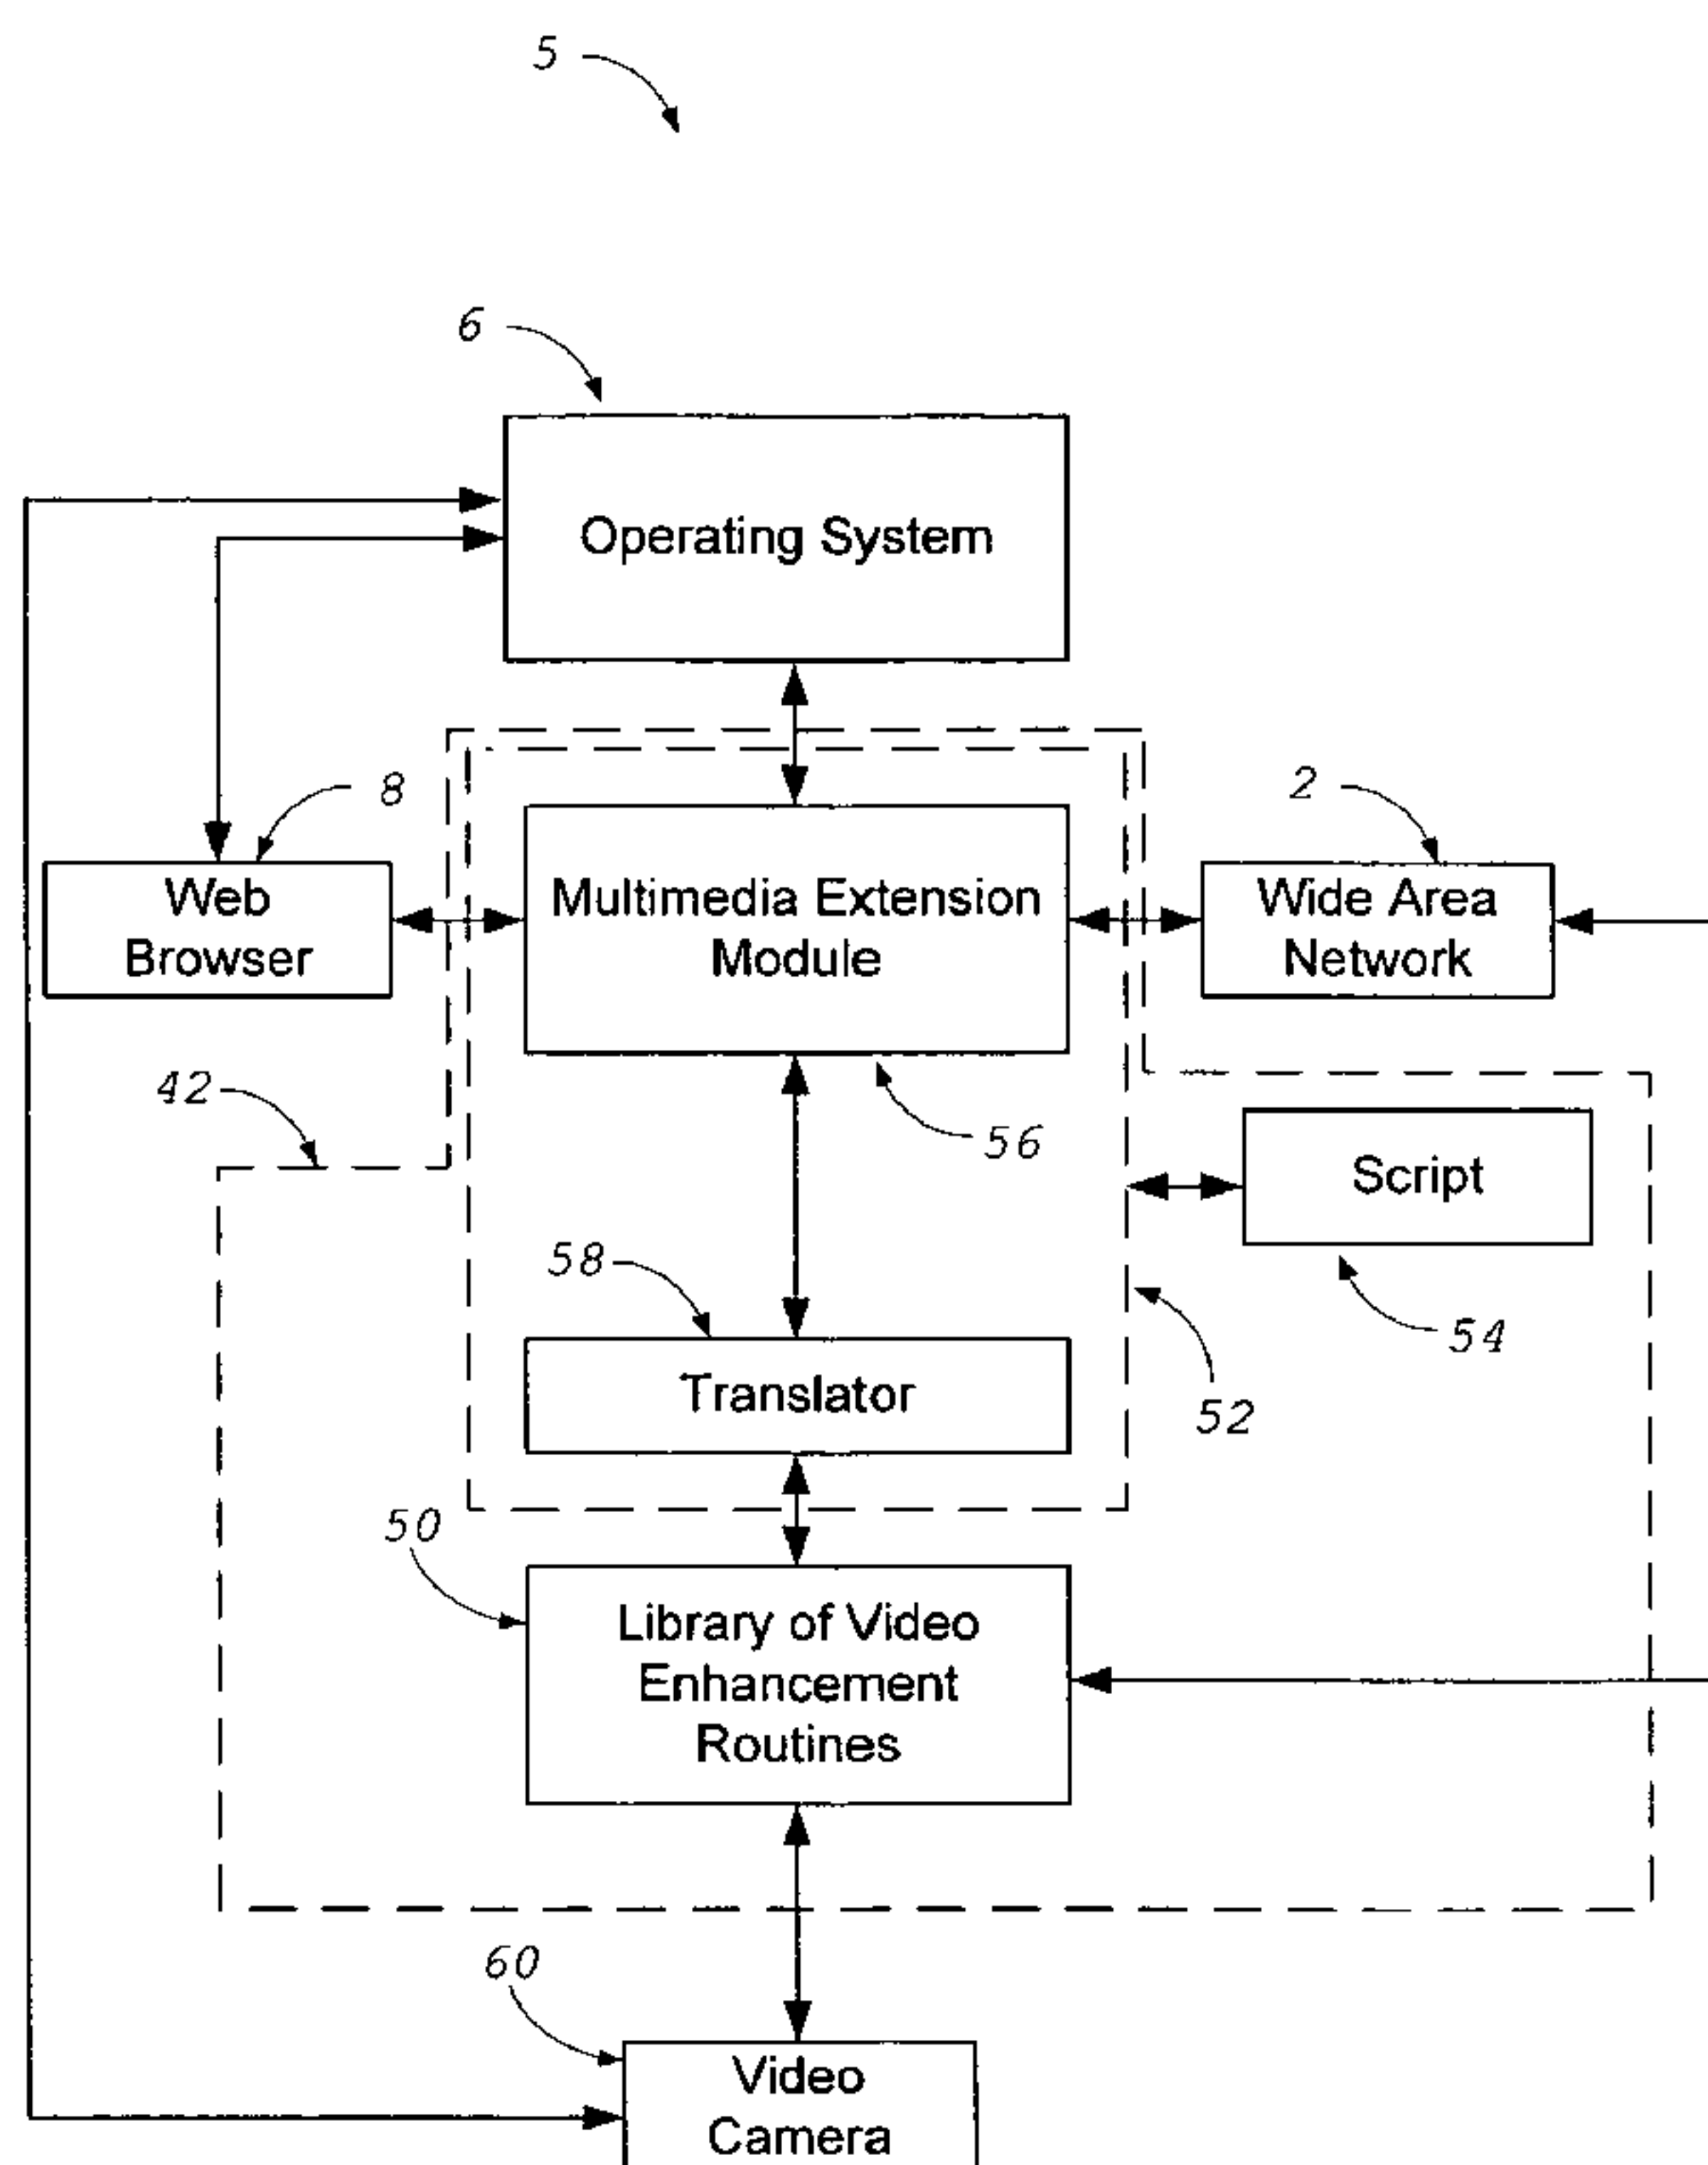 5
6
Operating System
8
2
Web
Browser
Multimedia Extension
Module
Wide Area
Network
42
56
Script
58
54
Translator
52
50
Library of Video
Enhancement
Routines
60
Video
Camera